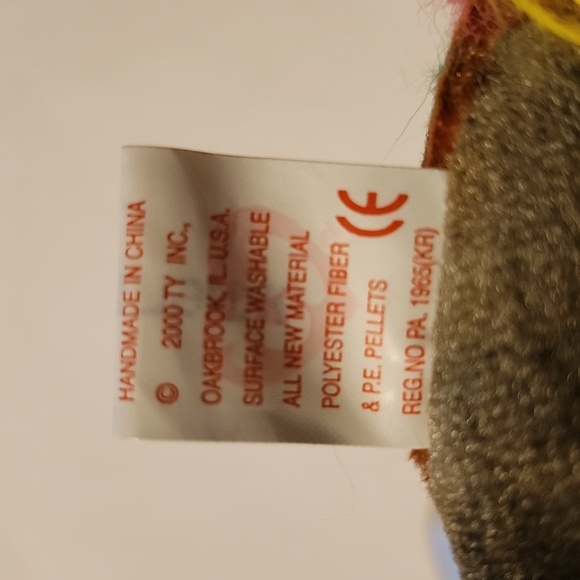 HANDMADE IN CHINA
© 2000 TY INC.,
OAKBROOK, IL. U.S.A.
SURFACE WASHABLE
ALL NEW MATERIAL
POLYESTER FIBER CE
& P.E. PELLETS
REG.NO PA. 1965(KR)